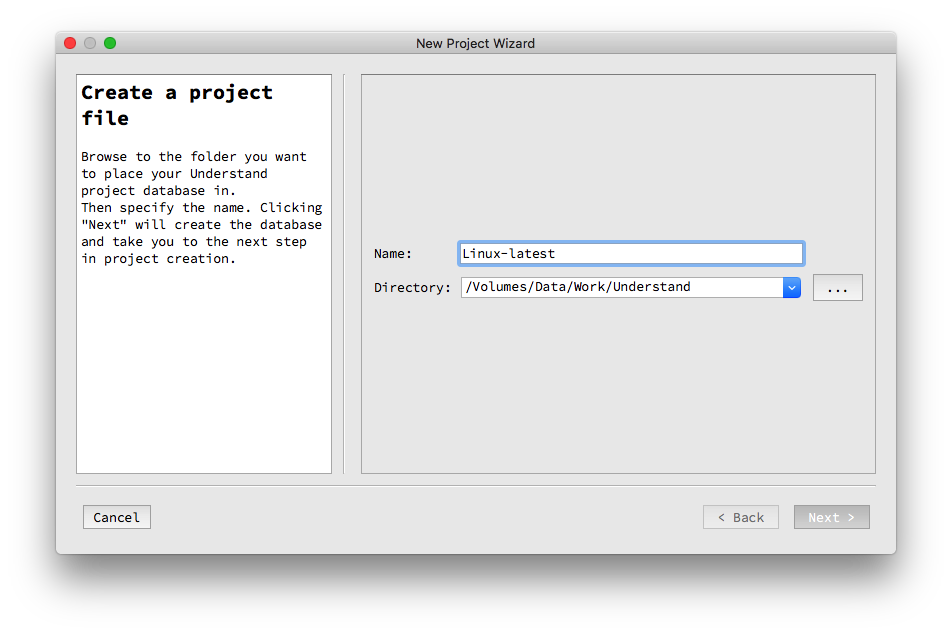 New Project Wizard
Create a project
file
Browse to the folder you want
to place your Understand
project database in.
Then specify the name. Clicking
"Next" will create the database
and take you to the next step
in project creation.
Name: Linux-latest
Directory: /Volumes/Data/Work/Understand ...
Cancel < Back Next >